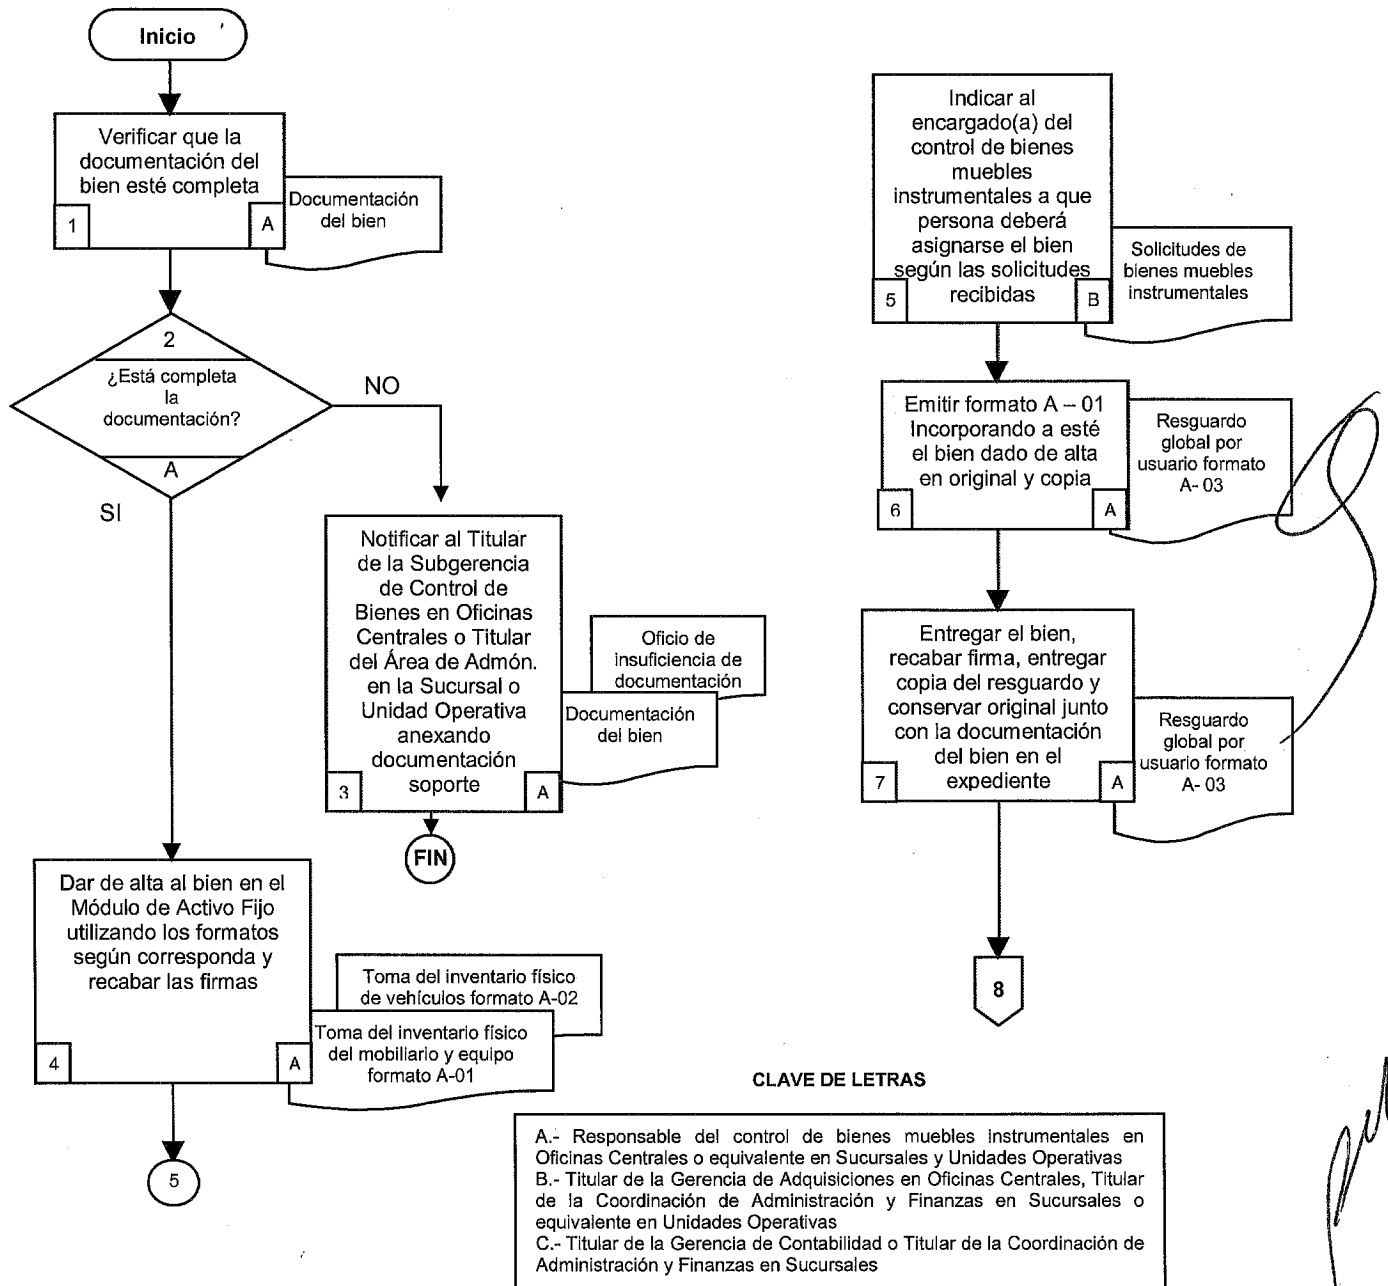 Inicio
Verificar que la
documentación del
bien esté completa
1
A
Documentación
del bien
2
¿Está completa
la
documentación?
A
NO
SI
Notificar al Titular
de la Subgerencia
de Control de
Bienes en Oficinas
Centrales o Titular
del Área de Admón.
en la Sucursal o
Unidad Operativa
anexando
documentación
soporte
3
A
Oficio de
insuficiencia de
documentación
Documentación
del bien
FIN
Dar de alta al bien en el
Módulo de Activo Fijo
utilizando los formatos
según corresponda y
recabar las firmas
4
A
Toma del inventario físico
de vehículos formato A-02
Toma del inventario físico
del mobiliario y equipo
formato A-01
5
Indicar al
encargado(a) del
control de bienes
muebles
instrumentales a que
persona deberá
asignarse el bien
según las solicitudes
recibidas
5
B
Solicitudes de
bienes muebles
instrumentales
Emitir formato A – 01
Incorporando a esté
el bien dado de alta
en original y copia
6
A
Resguardo
global por
usuario formato
A- 03
Entregar el bien,
recabar firma, entregar
copia del resguardo y
conservar original junto
con la documentación
del bien en el
expediente
7
A
Resguardo
global por
usuario formato
A- 03
8
CLAVE DE LETRAS
A.- Responsable del control de bienes muebles instrumentales en
Oficinas Centrales o equivalente en Sucursales y Unidades Operativas
B.- Titular de la Gerencia de Adquisiciones en Oficinas Centrales, Titular
de la Coordinación de Administración y Finanzas en Sucursales o
equivalente en Unidades Operativas
C.- Titular de la Gerencia de Contabilidad o Titular de la Coordinación de
Administración y Finanzas en Sucursales